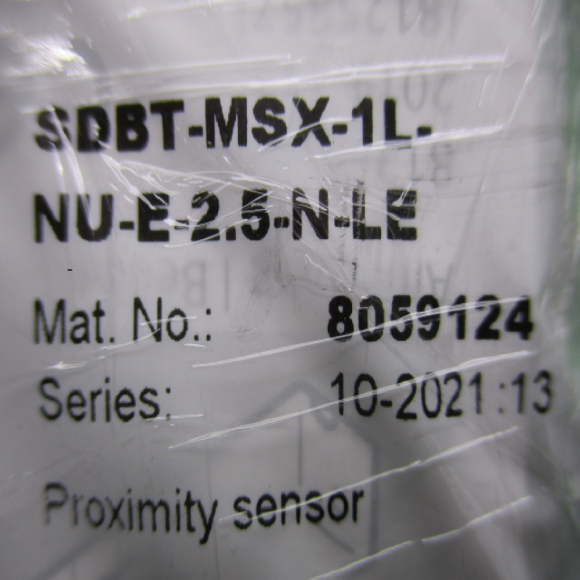 SDBT-MSX-1L-
NU-E-2.5-N-LE
Mat. No.: 8059124
Series: 10-2021:13
Proximity sensor